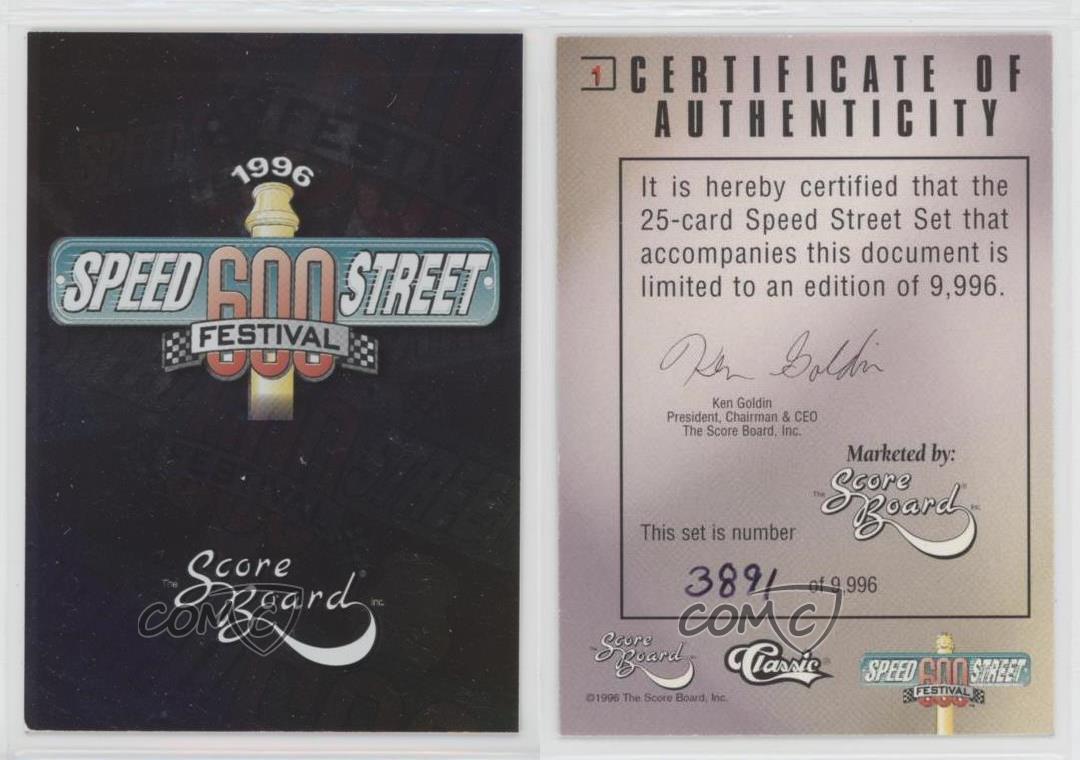 1996
SPEED 600 STREET
FESTIVAL
The Score Board, Inc.
COMC
1
CERTIFICATE OF
AUTHENTICITY
It is hereby certified that the
25-card Speed Street Set that
accompanies this document is
limited to an edition of 9,996.
Ken Goldin
Ken Goldin
President, Chairman & CEO
The Score Board, Inc.
Marketed by:
The Score Board® Inc.
This set is number
3891 of 9,996
COMC
The Score Board Inc.
Classic®
SPEED 600 STREET
FESTIVAL
©1996 The Score Board, Inc.